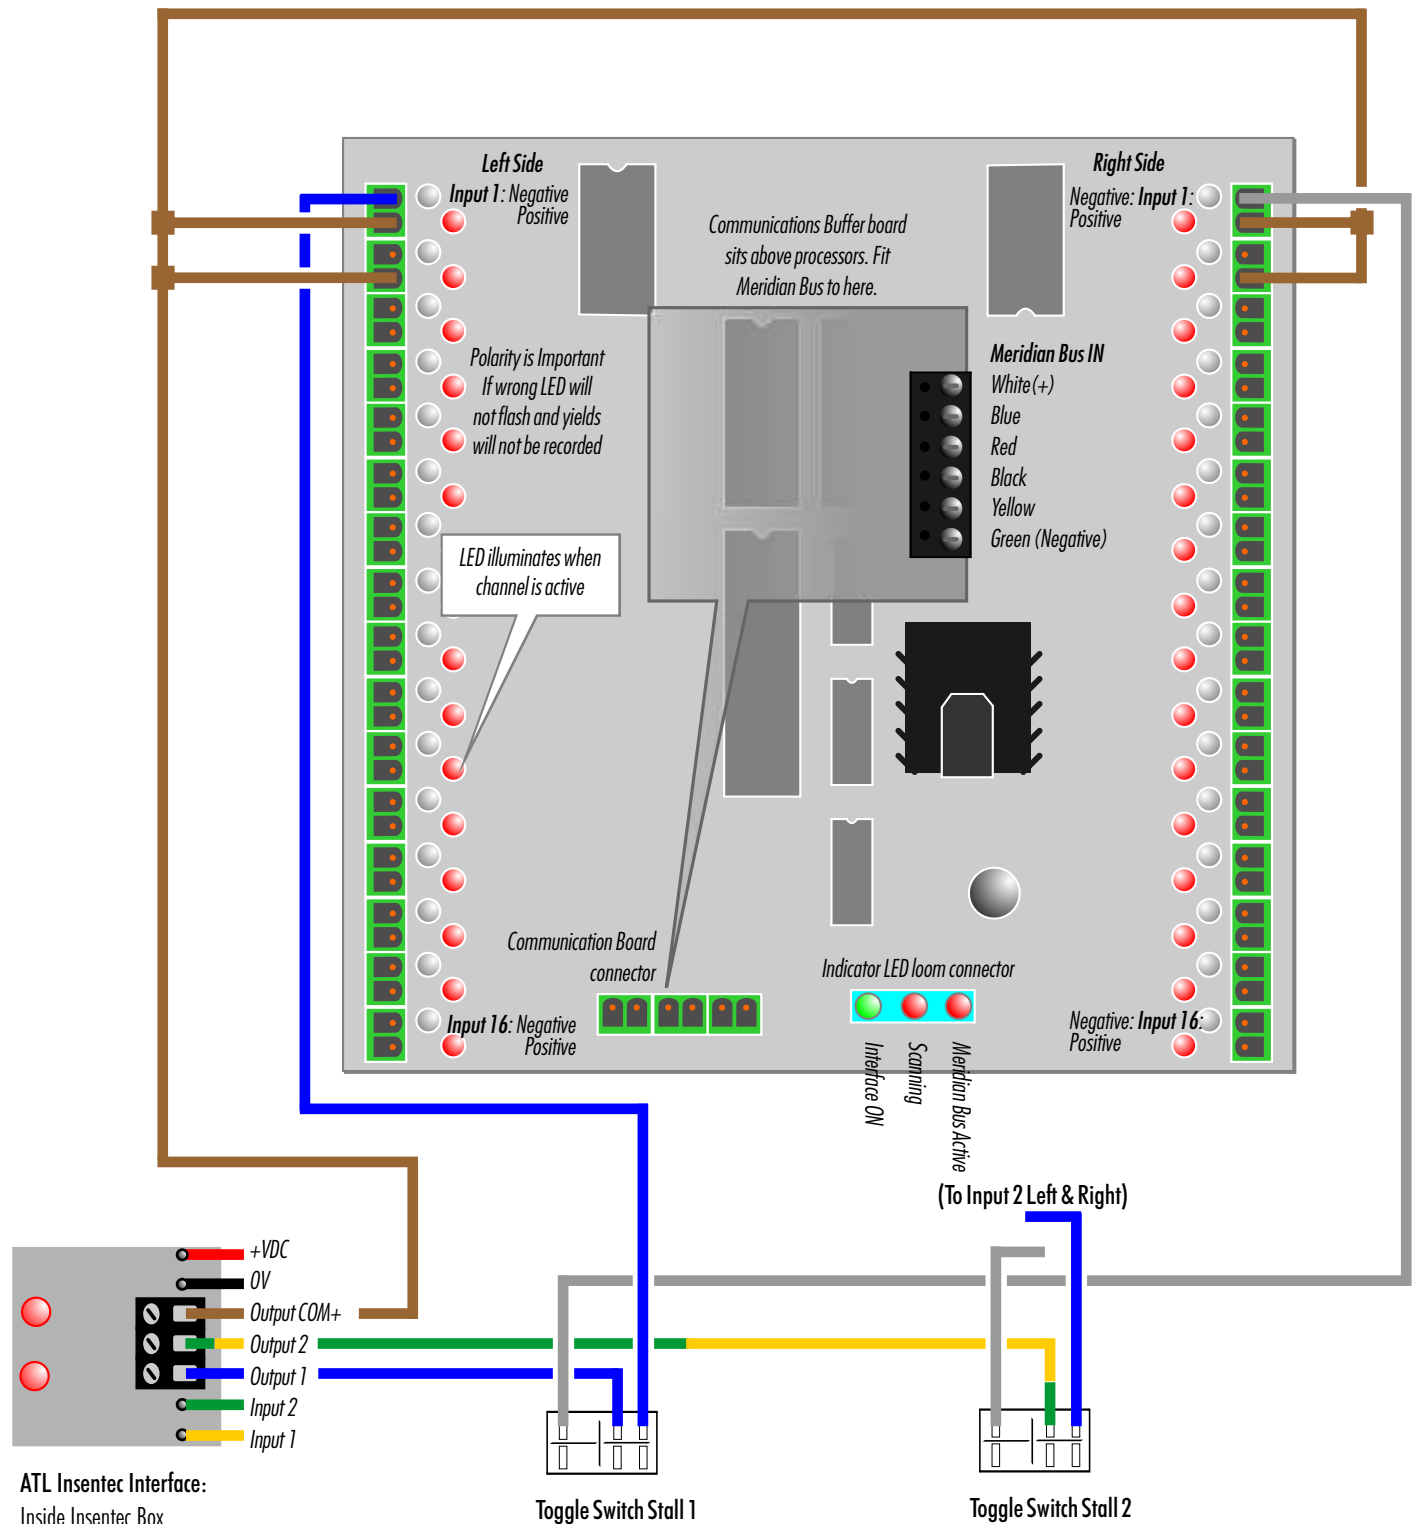 Left Side
Input 1: Negative
Positive
Right Side
Negative: Input 1:
Positive
Communications Buffer board
sits above processors. Fit
Meridian Bus to here.
Polarity is Important
If wrong LED will
not flash and yields
will not be recorded
Meridian Bus IN
White (+)
Blue
Red
Black
Yellow
Green (Negative)
LED illuminates when
channel is active
Communication Board
connector
Indicator LED loom connector
Input 16: Negative
Positive
Negative: Input 16:
Positive
Interface ON
Scanning
Meridian Bus Active
(To Input 2 Left & Right)
+VDC
0V
Output COM+
Output 2
Output 1
Input 2
Input 1
ATL Insentec Interface:
Inside Insentec Box
Toggle Switch Stall 1
Toggle Switch Stall 2